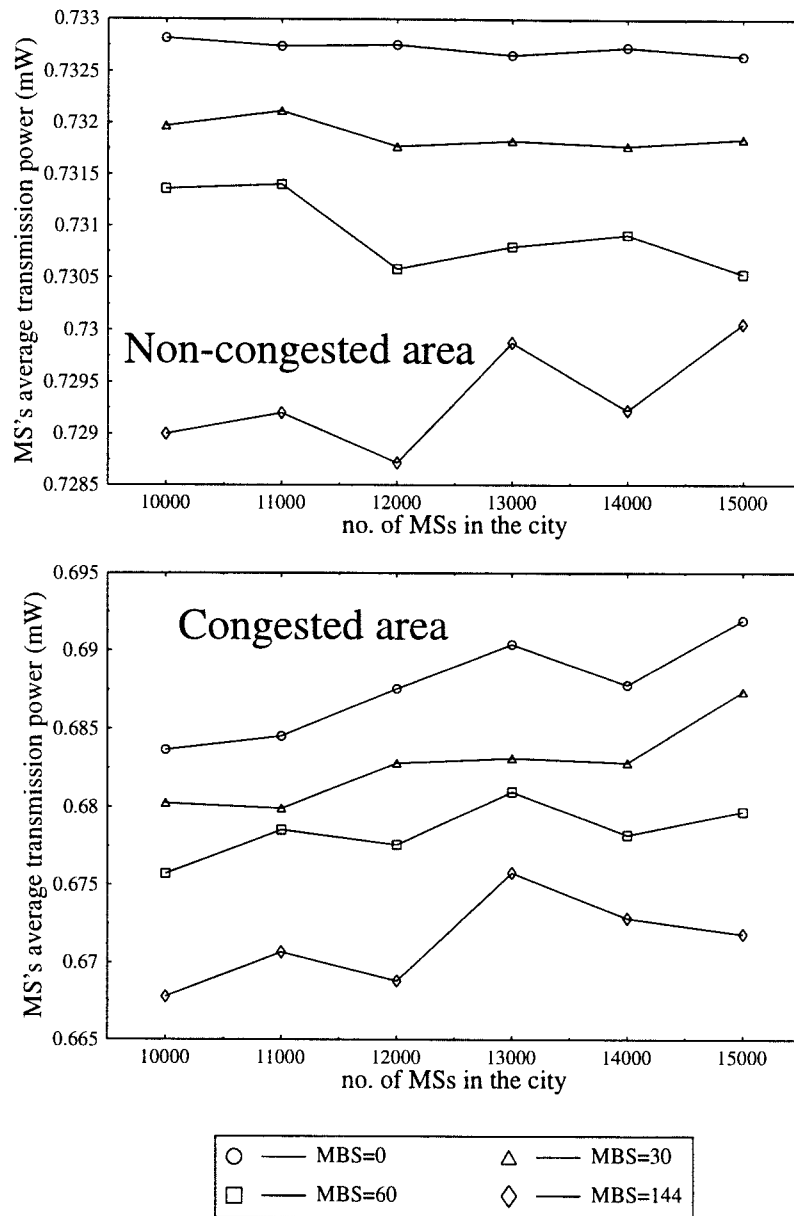 MS's average transmission power (mW)
0.733
0.7325
0.732
0.7315
0.731
0.7305
0.73
0.7295
0.729
0.7285
Non-congested area
10000 11000 12000 13000 14000 15000
no. of MSs in the city
MS's average transmission power (mW)
0.695
0.69
0.685
0.68
0.675
0.67
0.665
Congested area
10000 11000 12000 13000 14000 15000
no. of MSs in the city
MBS=0 MBS=30
MBS=60 MBS=144